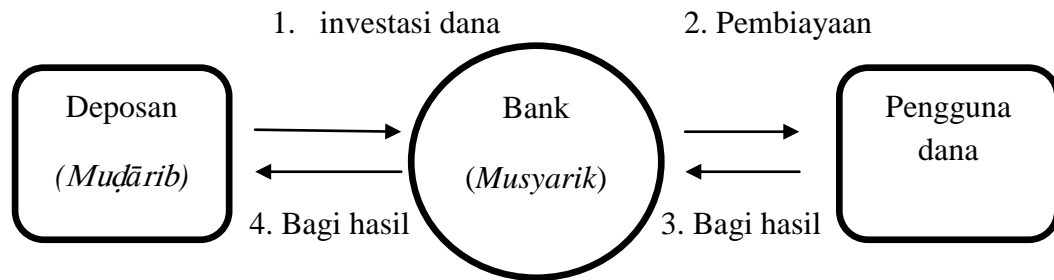 1. investasi dana
2. Pembiayaan
Deposan
(Muḍārib)
Bank
(Musyarik)
Pengguna
dana
4. Bagi hasil
3. Bagi hasil